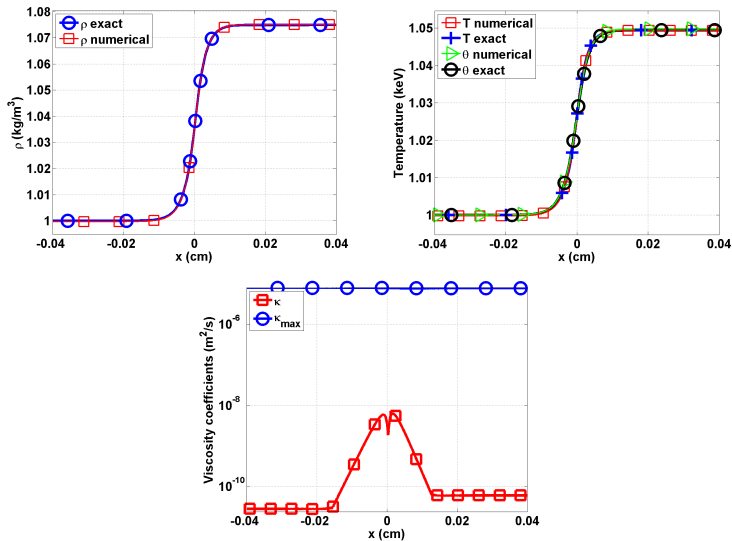 1.08
1.07
1.06
1.05
1.04
1.03
1.02
1.01
1
ρ (kg/m³)
ρ exact
ρ numerical
-0.04 -0.02 0 0.02 0.04
x (cm)
1.05
1.04
1.03
1.02
1.01
1
Temperature (keV)
T numerical
T exact
θ numerical
θ exact
-0.04 -0.02 0 0.02 0.04
x (cm)
10⁻⁶
10⁻⁸
10⁻¹⁰
Viscosity coefficients (m²/s)
κ
κmax
-0.04 -0.02 0 0.02 0.04
x (cm)